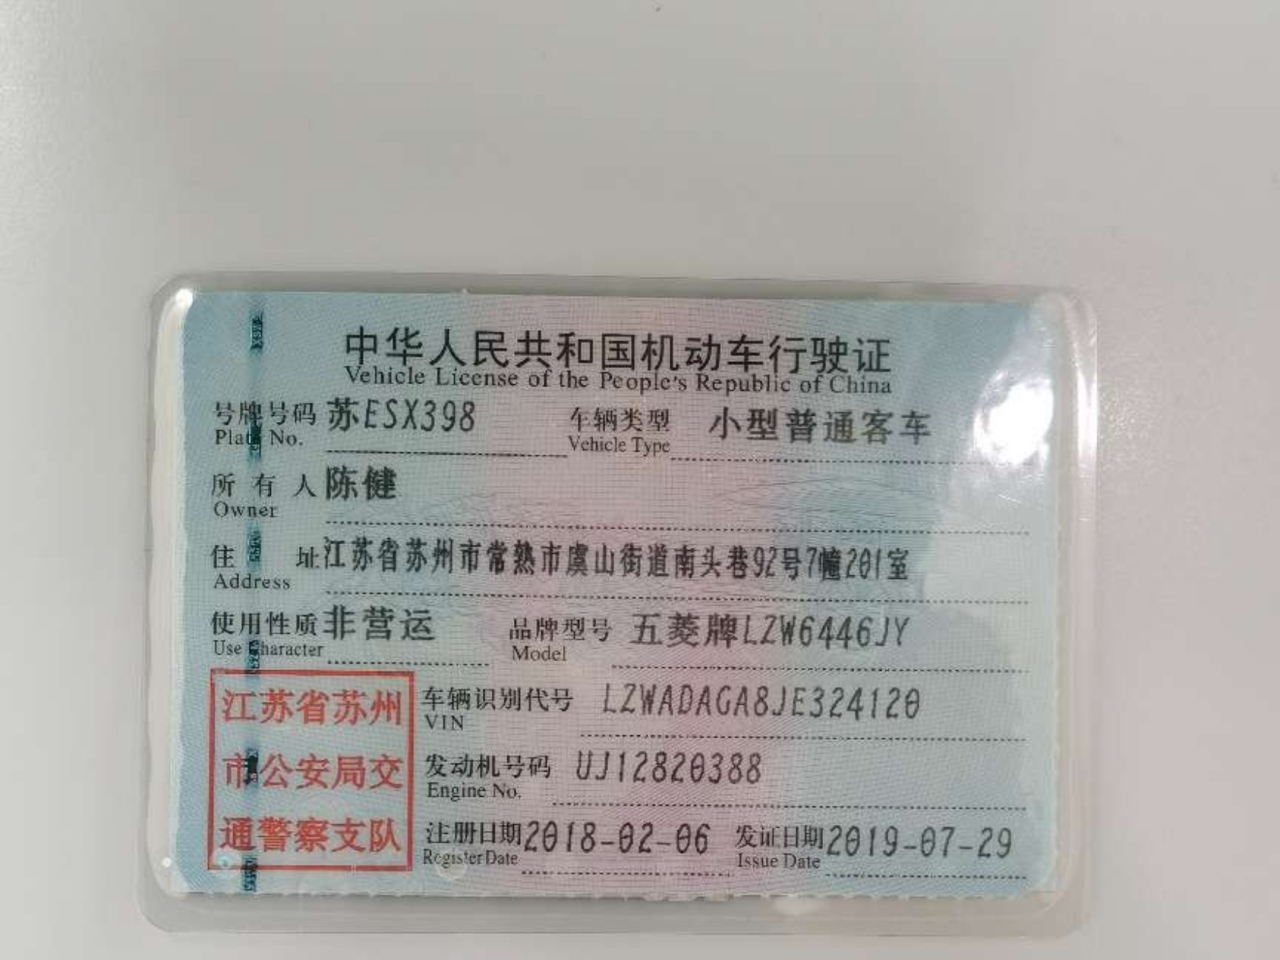 中华人民共和国机动车行驶证
Vehicle License of the People's Republic of China
号牌号码 苏ESX398 车辆类型 小型普通客车
Plate No. Vehicle Type
所有人 陈健
Owner
住址 江苏省苏州市常熟市虞山街道南头巷92号7幢201室
Address
使用性质 非营运 品牌型号 五菱牌LZW6446JY
Use Character Model
江苏省苏州 车辆识别代号 LZWADAGA8JE324120
VIN
市公安局交 发动机号码 UJ12820388
Engine No.
通警察支队 注册日期 2018-02-06 发证日期 2019-07-29
Register Date Issue Date